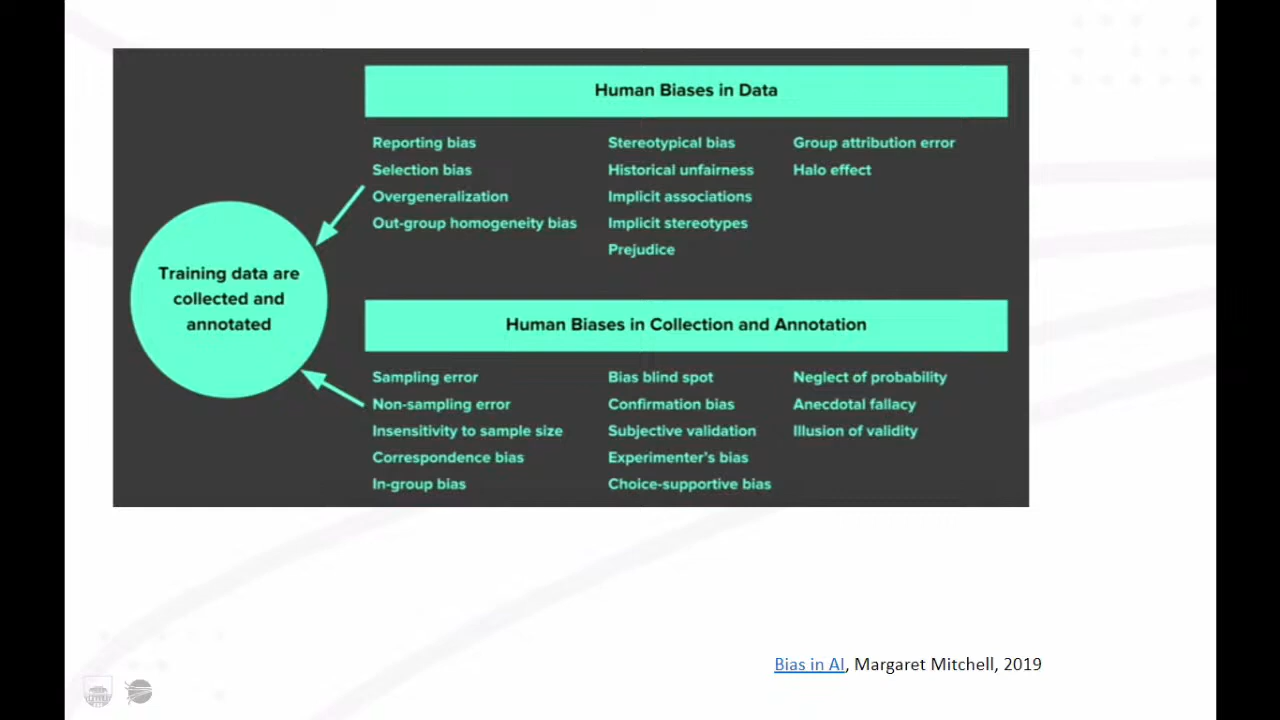 Human Biases in Data
Reporting bias
Selection bias
Overgeneralization
Out-group homogeneity bias
Stereotypical bias
Historical unfairness
Implicit associations
Implicit stereotypes
Prejudice
Group attribution error
Halo effect
Training data are
collected and
annotated
Human Biases in Collection and Annotation
Sampling error
Non-sampling error
Insensitivity to sample size
Correspondence bias
In-group bias
Bias blind spot
Confirmation bias
Subjective validation
Experimenter's bias
Choice-supportive bias
Neglect of probability
Anecdotal fallacy
Illusion of validity
Bias in AI, Margaret Mitchell, 2019